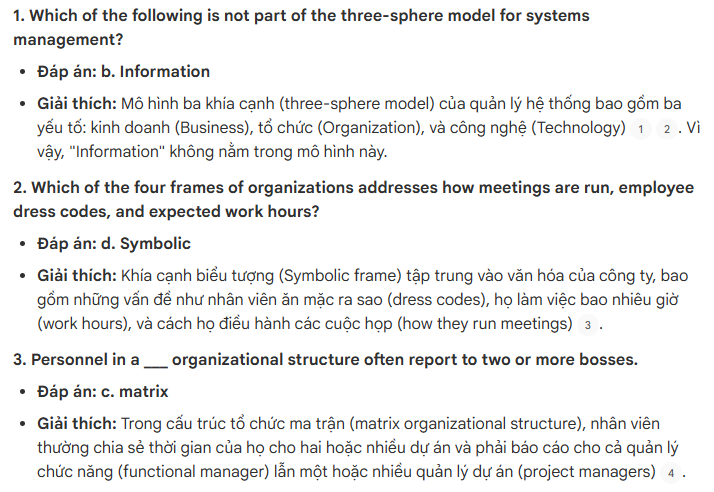 1. Which of the following is not part of the three-sphere model for systems
management?
• Đáp án: b. Information
• Giải thích: Mô hình ba khía cạnh (three-sphere model) của quản lý hệ thống bao gồm ba
yếu tố: kinh doanh (Business), tổ chức (Organization), và công nghệ (Technology) 1 2 . Vì
vậy, "Information" không nằm trong mô hình này.
2. Which of the four frames of organizations addresses how meetings are run, employee
dress codes, and expected work hours?
• Đáp án: d. Symbolic
• Giải thích: Khía cạnh biểu tượng (Symbolic frame) tập trung vào văn hóa của công ty, bao
gồm những vấn đề như nhân viên ăn mặc ra sao (dress codes), họ làm việc bao nhiêu giờ
(work hours), và cách họ điều hành các cuộc họp (how they run meetings) 3 .
3. Personnel in a ___ organizational structure often report to two or more bosses.
• Đáp án: c. matrix
• Giải thích: Trong cấu trúc tổ chức ma trận (matrix organizational structure), nhân viên
thường chia sẻ thời gian của họ cho hai hoặc nhiều dự án và phải báo cáo cho cả quản lý
chức năng (functional manager) lẫn một hoặc nhiều quản lý dự án (project managers) 4 .